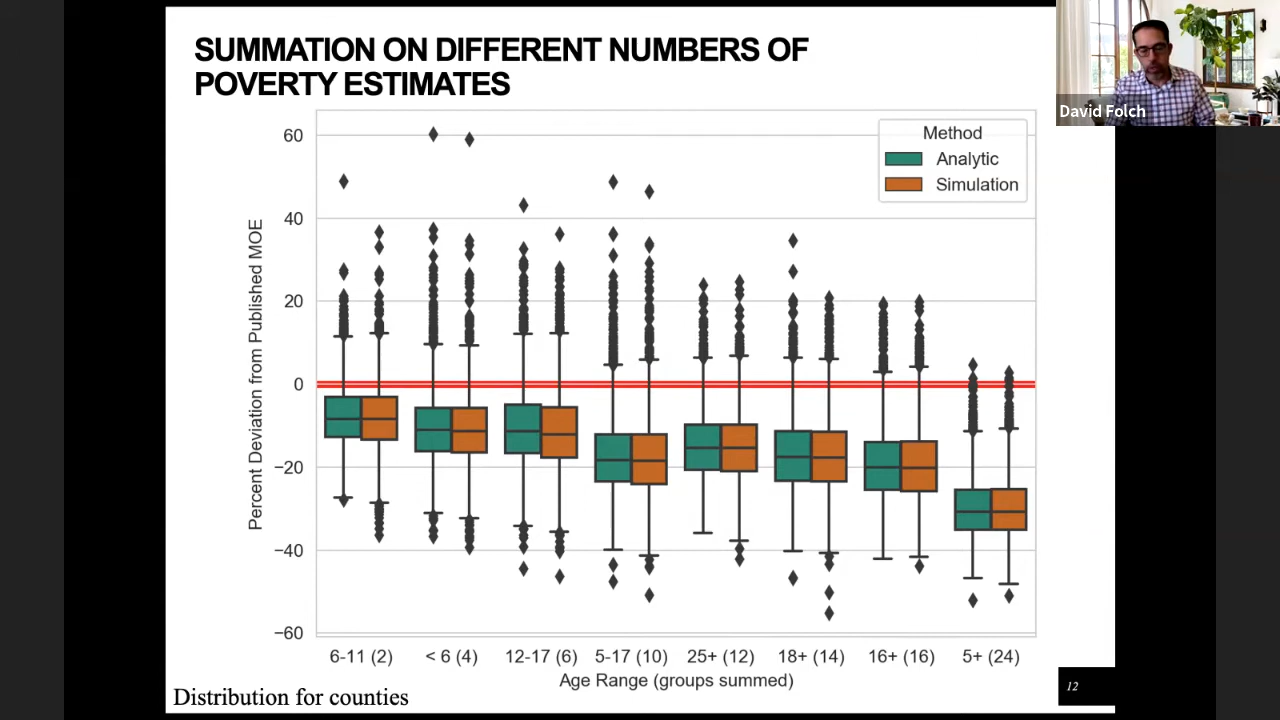 SUMMATION ON DIFFERENT NUMBERS OF
POVERTY ESTIMATES
David Folch
Method
Analytic
Simulation
Percent Deviation from Published MOE
60
40
20
0
−20
−40
−60
6-11 (2) < 6 (4) 12-17 (6) 5-17 (10) 25+ (12) 18+ (14) 16+ (16) 5+ (24)
Age Range (groups summed)
Distribution for counties
12